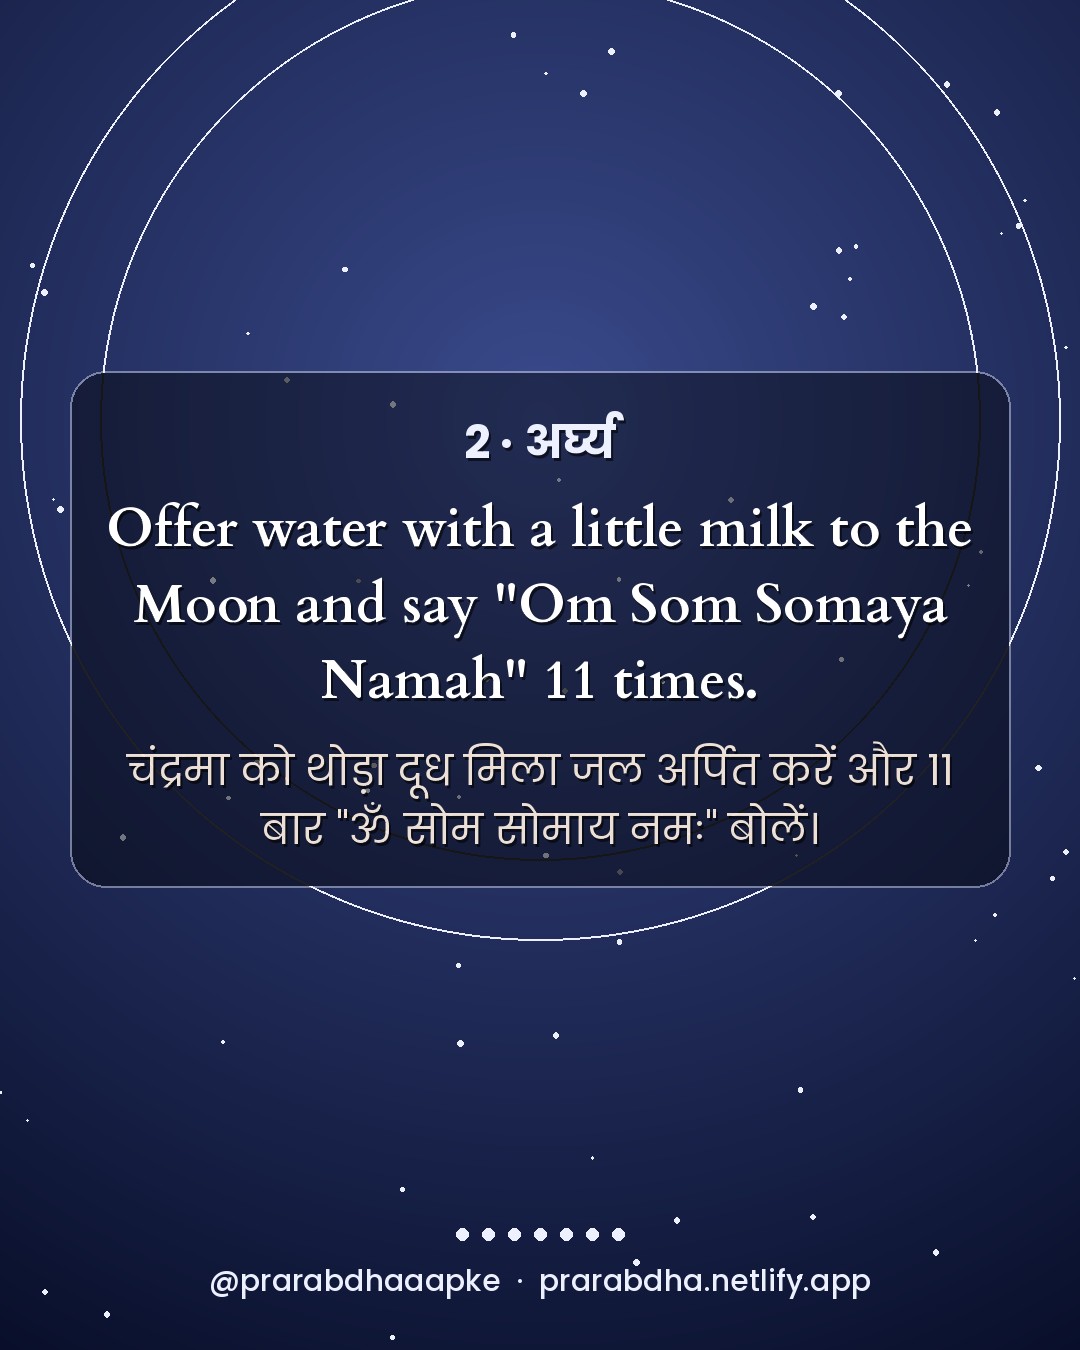 2 · अर्घ्य
Offer water with a little milk to the
Moon and say "Om Som Somaya
Namah" 11 times.
चंद्रमा को थोड़ा दूध मिला जल अर्पित करें और 11
बार "ॐ सोम सोमाय नमः" बोलें।
@prarabdhaaapke · prarabdha.netlify.app